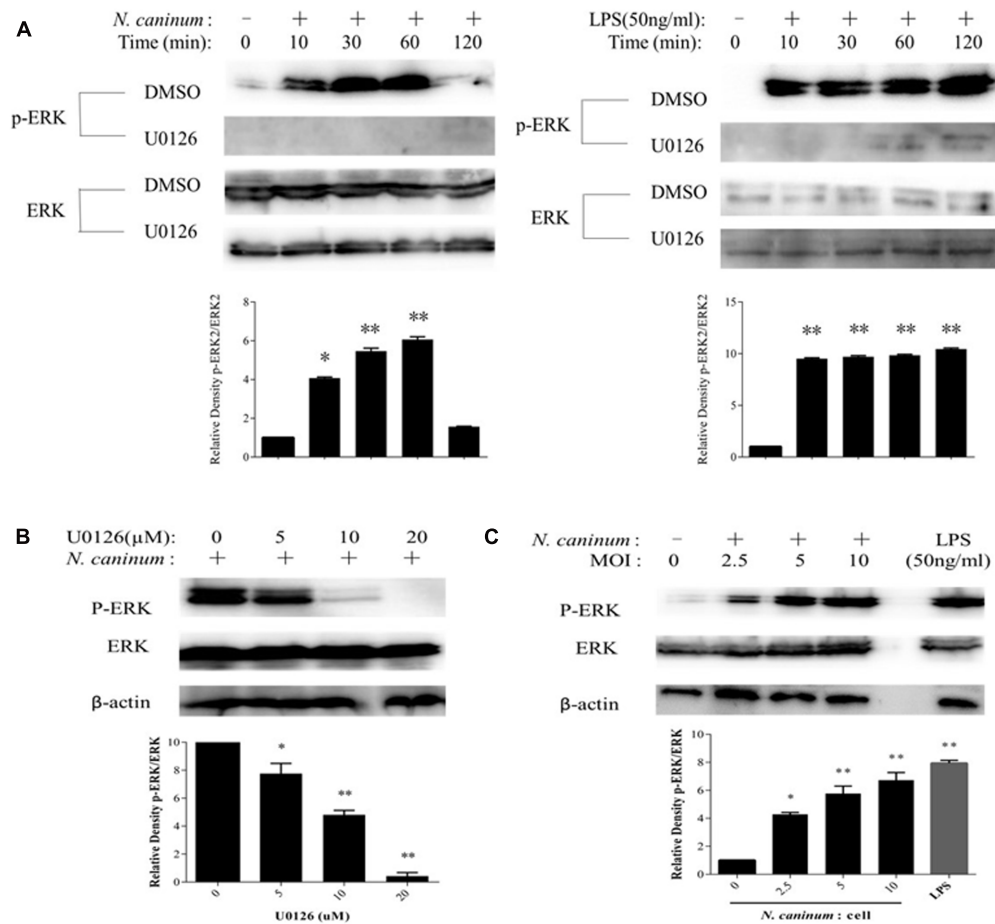 A
N. caninum : − + + + +
Time (min): 0 10 30 60 120
p-ERK
DMSO
U0126
ERK
DMSO
U0126
Relative Density p-ERK2/ERK2
8
6
4
2
0
* ** **
LPS(50ng/ml) − + + + +
Time (min): 0 10 30 60 120
p-ERK
DMSO
U0126
ERK
DMSO
U0126
Relative Density p-ERK2/ERK2
15
10
5
0
** ** ** **
B
U0126(μM): 0 5 10 20
N. caninum : + + + +
P-ERK
ERK
β-actin
Relative Density p-ERK/ERK
10
8
6
4
2
0
* ** **
0 5 10 20
U0126 (uM)
C
N. caninum : − + + + LPS
MOI : 0 2.5 5 10 (50ng/ml)
P-ERK
ERK
β-actin
Relative Density p-ERK/ERK
10
8
6
4
2
0
* ** ** **
0 2.5 5 10 LPS
N. caninum : cell